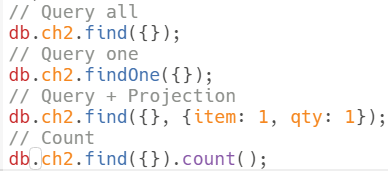 // Query all
db.ch2.find({});
// Query one
db.ch2.findOne({});
// Query + Projection
db.ch2.find({}, {item: 1, qty: 1});
// Count
db.ch2.find({}).count();